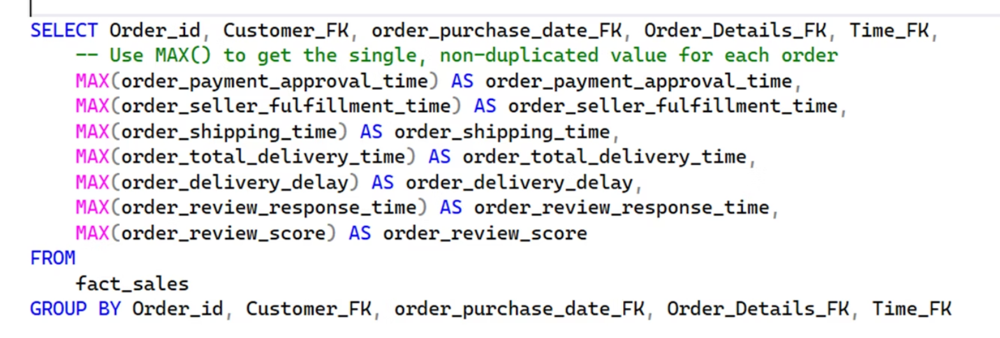 SELECT Order_id, Customer_FK, order_purchase_date_FK, Order_Details_FK, Time_FK,
-- Use MAX() to get the single, non-duplicated value for each order
MAX(order_payment_approval_time) AS order_payment_approval_time,
MAX(order_seller_fulfillment_time) AS order_seller_fulfillment_time,
MAX(order_shipping_time) AS order_shipping_time,
MAX(order_total_delivery_time) AS order_total_delivery_time,
MAX(order_delivery_delay) AS order_delivery_delay,
MAX(order_review_response_time) AS order_review_response_time,
MAX(order_review_score) AS order_review_score
FROM
fact_sales
GROUP BY Order_id, Customer_FK, order_purchase_date_FK, Order_Details_FK, Time_FK